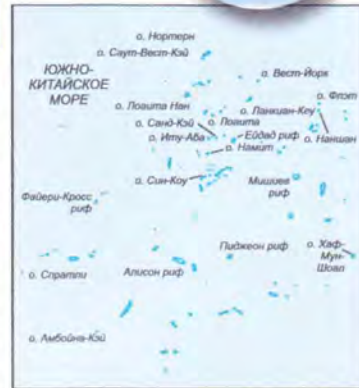 о. Нортерн
о. Саут-Вест-Кэй
ЮЖНО-
КИТАЙСКОЕ
МОРЕ
о. Вест-Йорк
о. Флэт
о. Лоаита Нан
о. Ланкиан-Кеу
о. Санд-Кэй
о. Лоаита
о. Иту-Аба
Ейдад риф
о. Наншан
о. Намит
о. Син-Коу
Мишиев
риф
Файери-Кросс
риф
Пиджеон риф
о. Хаф-
Мун-
Шоал
о. Спратли
Алисон риф
о. Амбойна-Кэй